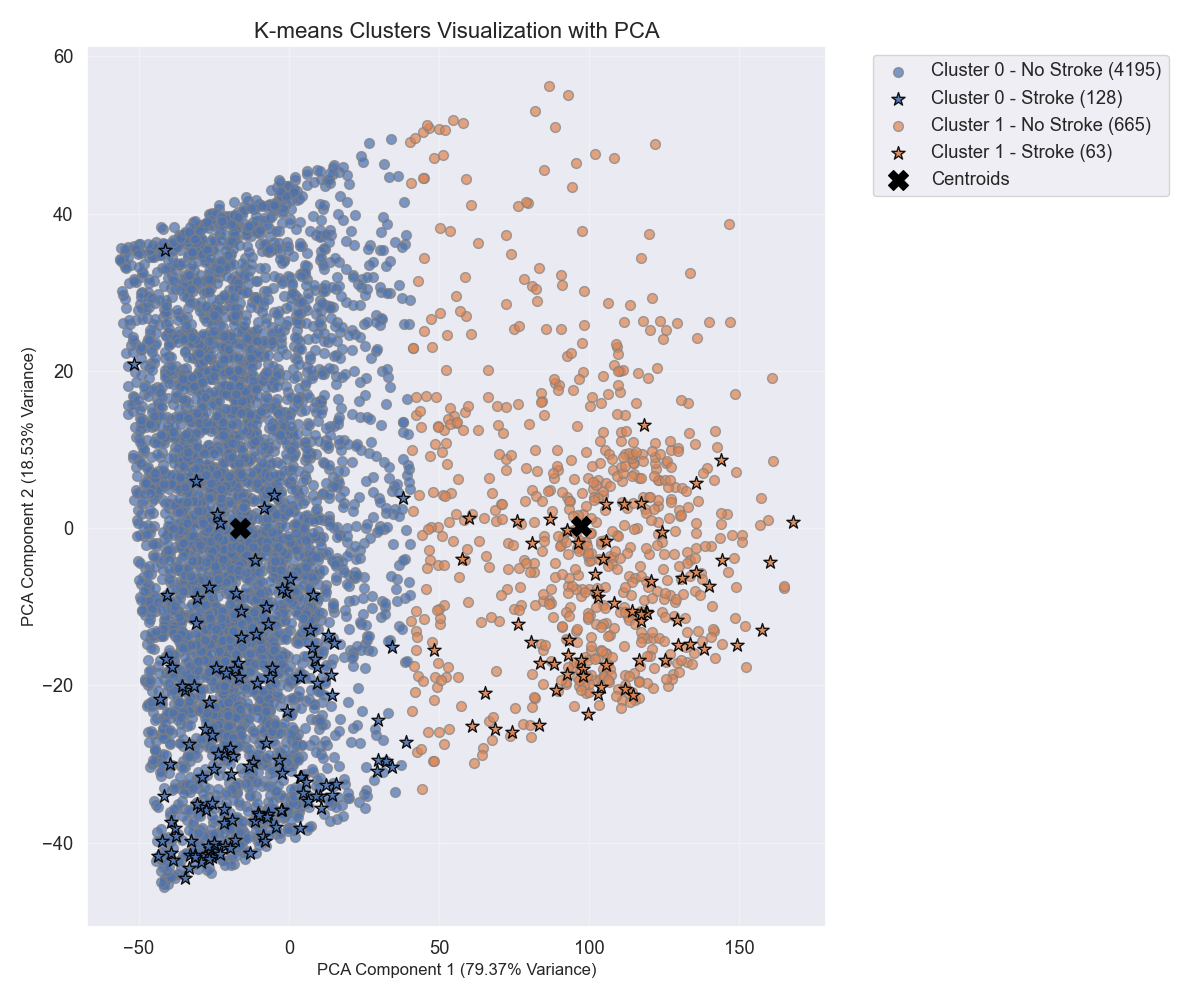 K-means Clusters Visualization with PCA
Cluster 0 - No Stroke (4195)
Cluster 0 - Stroke (128)
Cluster 1 - No Stroke (665)
Cluster 1 - Stroke (63)
Centroids
PCA Component 2 (18.53% Variance)
60
40
20
0
−20
−40
−50 0 50 100 150
PCA Component 1 (79.37% Variance)